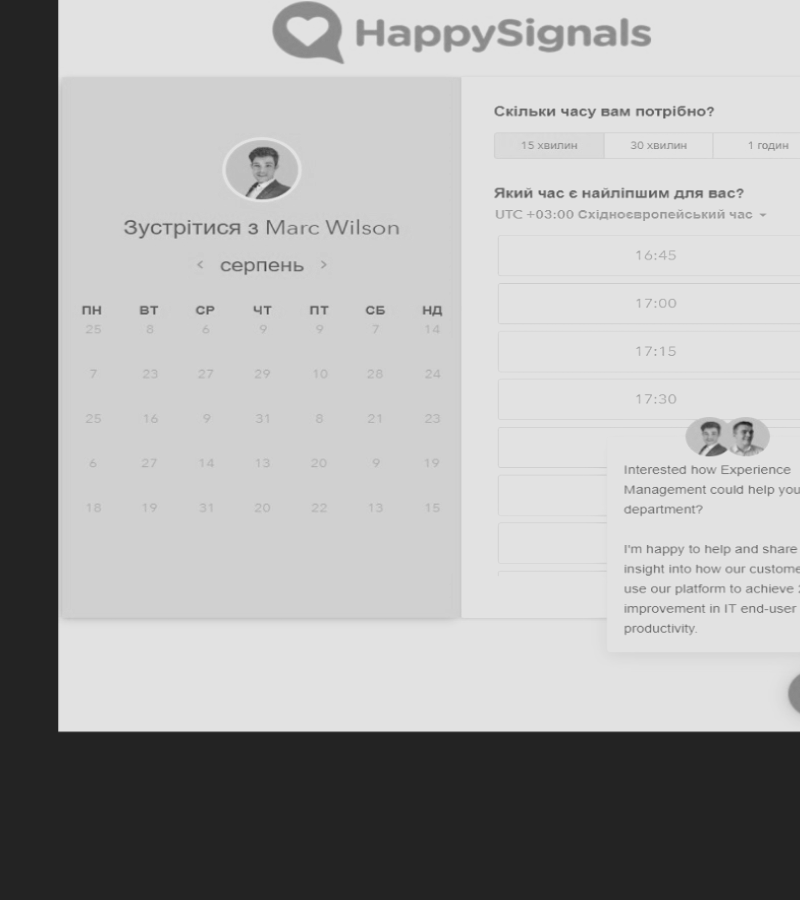 HappySignals
Зустрітися з Marc Wilson
< серпень >
ПН ВТ СР ЧТ ПТ СБ НД
25 8 6 9 9 7 14
7 23 27 29 10 28 24
25 16 9 31 8 21 23
6 27 14 13 20 9 19
18 19 31 20 22 13 15
Скільки часу вам потрібно?
15 хвилин 30 хвилин 1 годин
Який час є найліпшим для вас?
UTC +03:00 Східноєвропейський час
16:45
17:00
17:15
17:30
Interested how Experience
Management could help you
department?
I'm happy to help and share
insight into how our custome
use our platform to achieve
improvement in IT end-user
productivity.